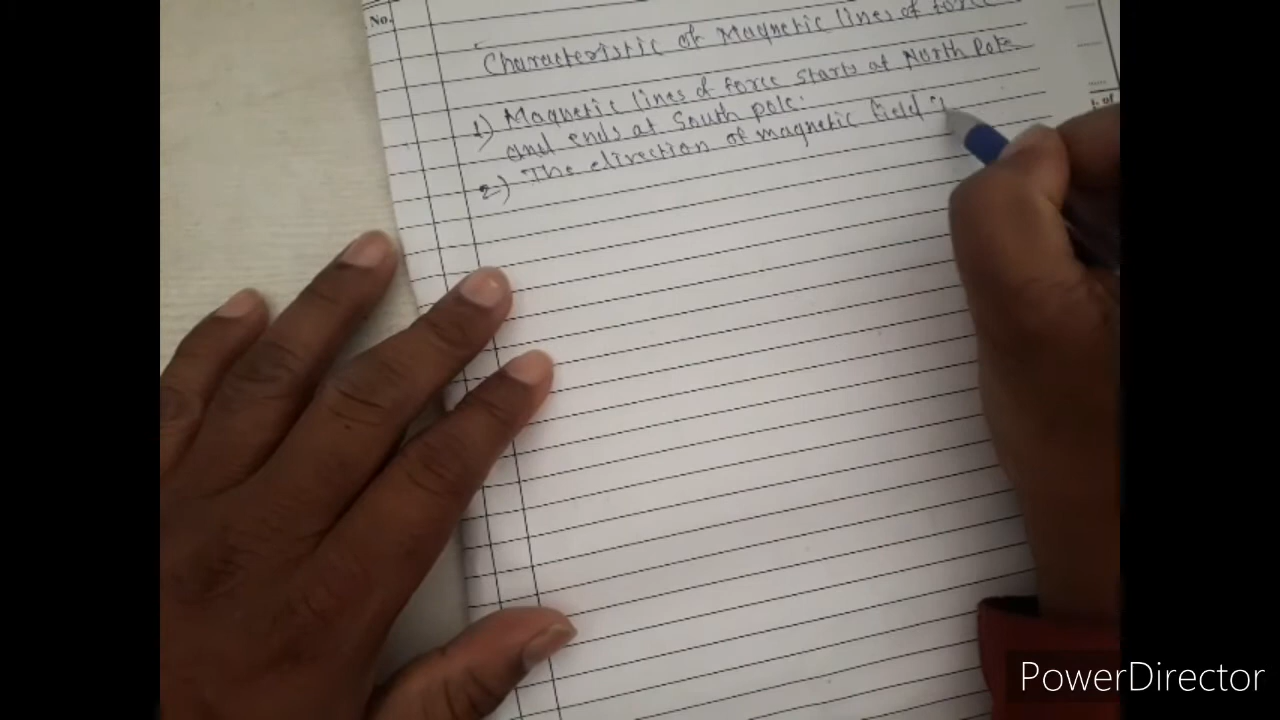 No.
Characteristic of Magnetic lines of force
1) Magnetic lines of force starts at North Pole
and ends at South pole.
2) The direction of magnetic field
PowerDirector